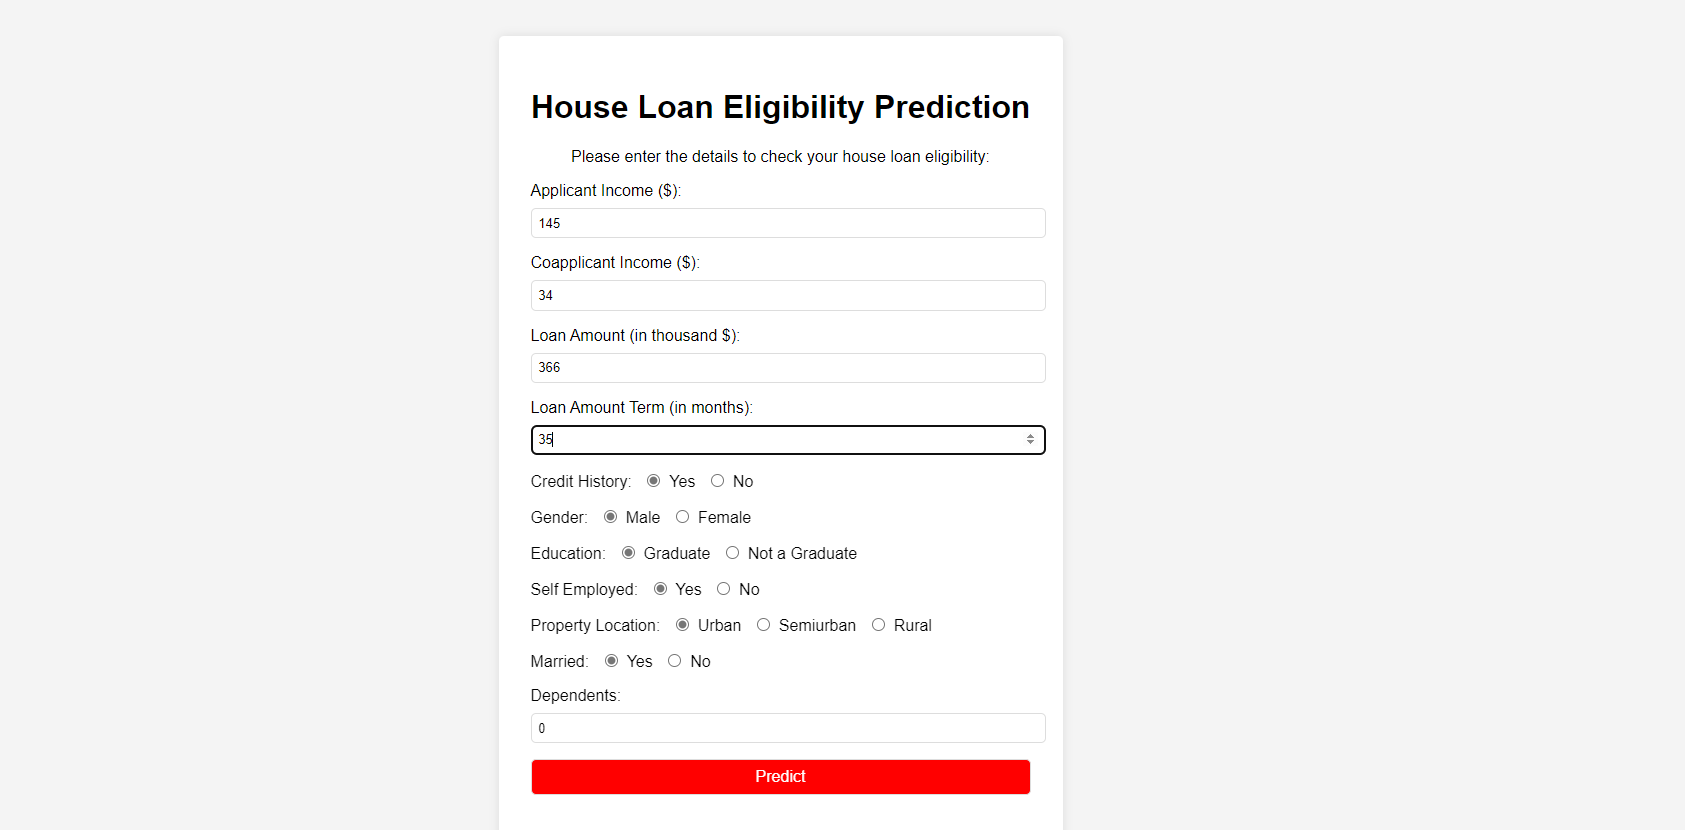 House Loan Eligibility Prediction
Please enter the details to check your house loan eligibility:
Applicant Income ($):
145
Coapplicant Income ($):
34
Loan Amount (in thousand $):
366
Loan Amount Term (in months):
35
Credit History: Yes No
Gender: Male Female
Education: Graduate Not a Graduate
Self Employed: Yes No
Property Location: Urban Semiurban Rural
Married: Yes No
Dependents:
0
Predict